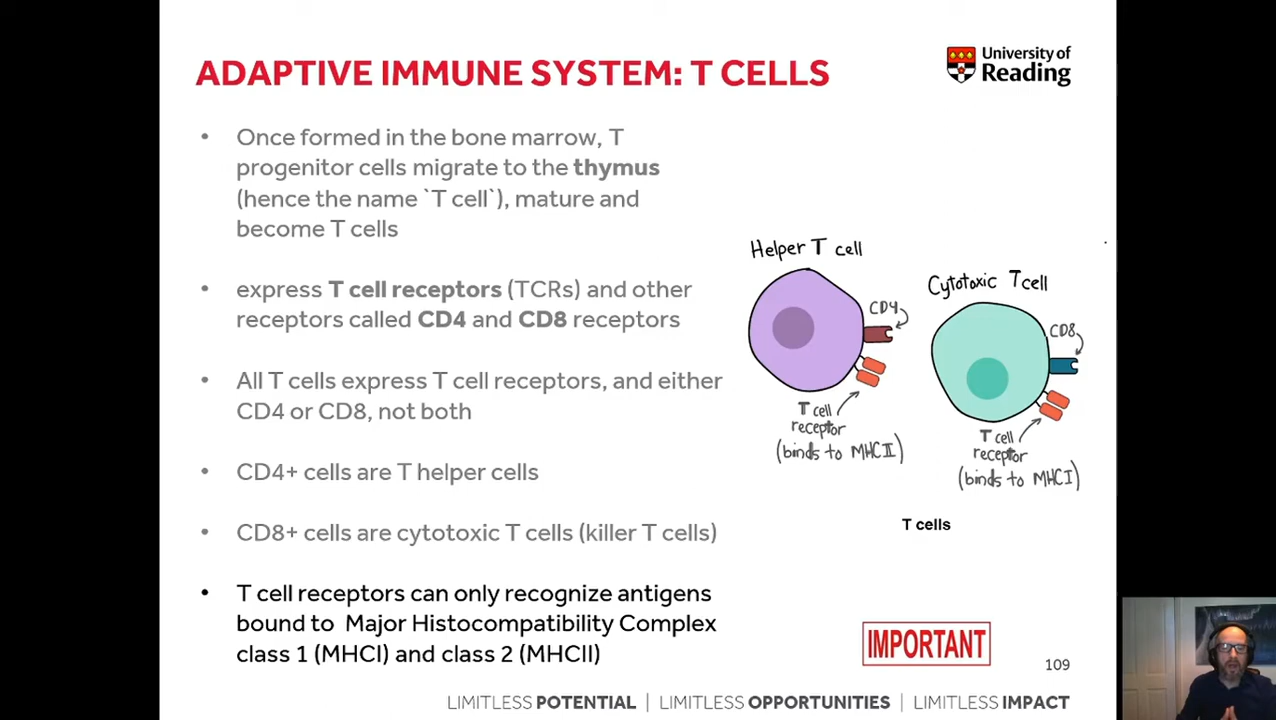 ADAPTIVE IMMUNE SYSTEM: T CELLS
University of
Reading
• Once formed in the bone marrow, T
progenitor cells migrate to the thymus
(hence the name `T cell`), mature and
become T cells
• express T cell receptors (TCRs) and other
receptors called CD4 and CD8 receptors
• All T cells express T cell receptors, and either
CD4 or CD8, not both
• CD4+ cells are T helper cells
• CD8+ cells are cytotoxic T cells (killer T cells)
• T cell receptors can only recognize antigens
bound to Major Histocompatibility Complex
class 1 (MHCI) and class 2 (MHCII)
Helper T cell
CD4
T cell
receptor
(binds to MHCII)
Cytotoxic T cell
CD8
T cell
receptor
(binds to MHCI)
T cells
IMPORTANT
109
LIMITLESS POTENTIAL | LIMITLESS OPPORTUNITIES | LIMITLESS IMPACT